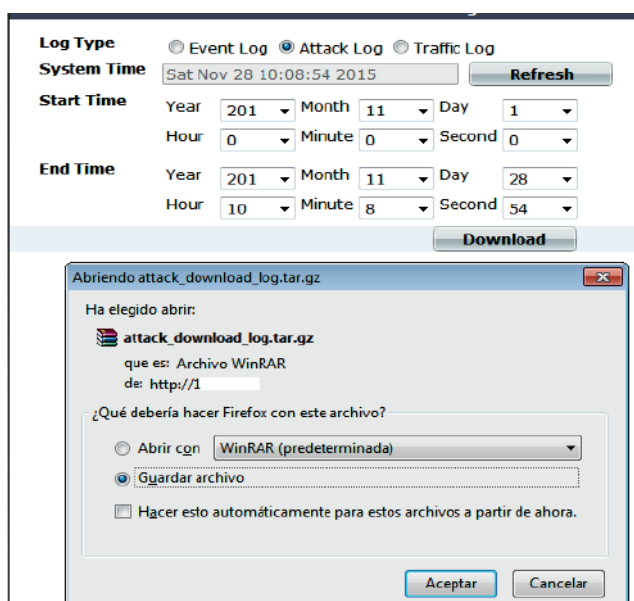 Log Type Event Log Attack Log Traffic Log
System Time Sat Nov 28 10:08:54 2015 Refresh
Start Time Year 201 Month 11 Day 1
Hour 0 Minute 0 Second 0
End Time Year 201 Month 11 Day 28
Hour 10 Minute 8 Second 54
Download
Abriendo attack_download_log.tar.gz
Ha elegido abrir:
attack_download_log.tar.gz
que es: Archivo WinRAR
de: http://1
¿Qué debería hacer Firefox con este archivo?
Abrir con WinRAR (predeterminada)
Guardar archivo
Hacer esto automáticamente para estos archivos a partir de ahora.
Aceptar Cancelar